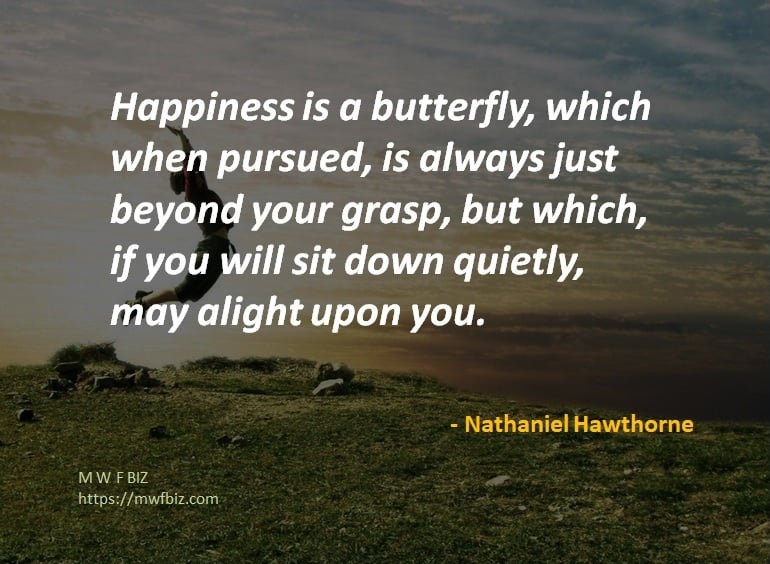 Happiness is a butterfly, which
when pursued, is always just
beyond your grasp, but which,
if you will sit down quietly,
may alight upon you.
- Nathaniel Hawthorne
M W F BIZ
https://mwfbiz.com